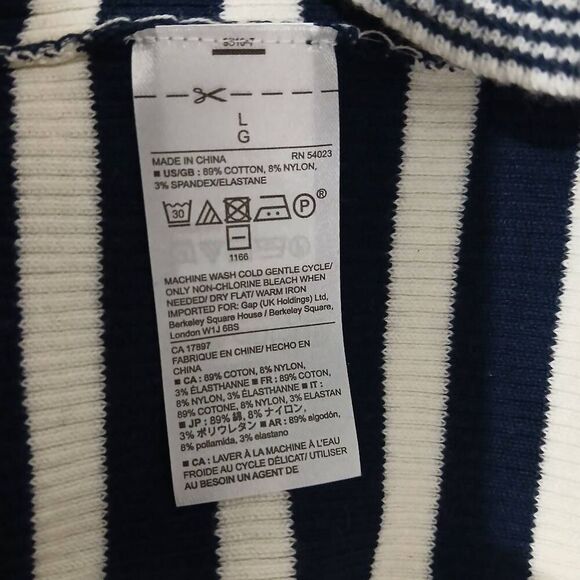 L
G
MADE IN CHINA RN 54023
■ US/GB : 89% COTTON, 8% NYLON,
3% SPANDEX/ELASTANE
30 P ®
1166
MACHINE WASH COLD GENTLE CYCLE/
ONLY NON-CHLORINE BLEACH WHEN
NEEDED/ DRY FLAT/ WARM IRON
IMPORTED FOR: Gap (UK Holdings) Ltd,
Berkeley Square House / Berkeley Square,
London W1J 6BS
CA 17897
FABRIQUE EN CHINE/ HECHO EN
CHINA
■ CA : 89% COTTON, 8% NYLON,
3% ÉLASTHANNE ■ FR : 89% COTON,
8% NYLON, 3% ÉLASTHANNE ■ IT :
89% COTONE, 8% NYLON, 3% ELASTAN
■ JP : 89% 綿, 8% ナイロン,
3% ポリウレタン ■ AR : 89% algodón,
8% poliamida, 3% elastano
■ CA : LAVER À LA MACHINE À L'EAU
FROIDE AU CYCLE DÉLICAT/ UTILISER
AU BESOIN UN AGENT DE